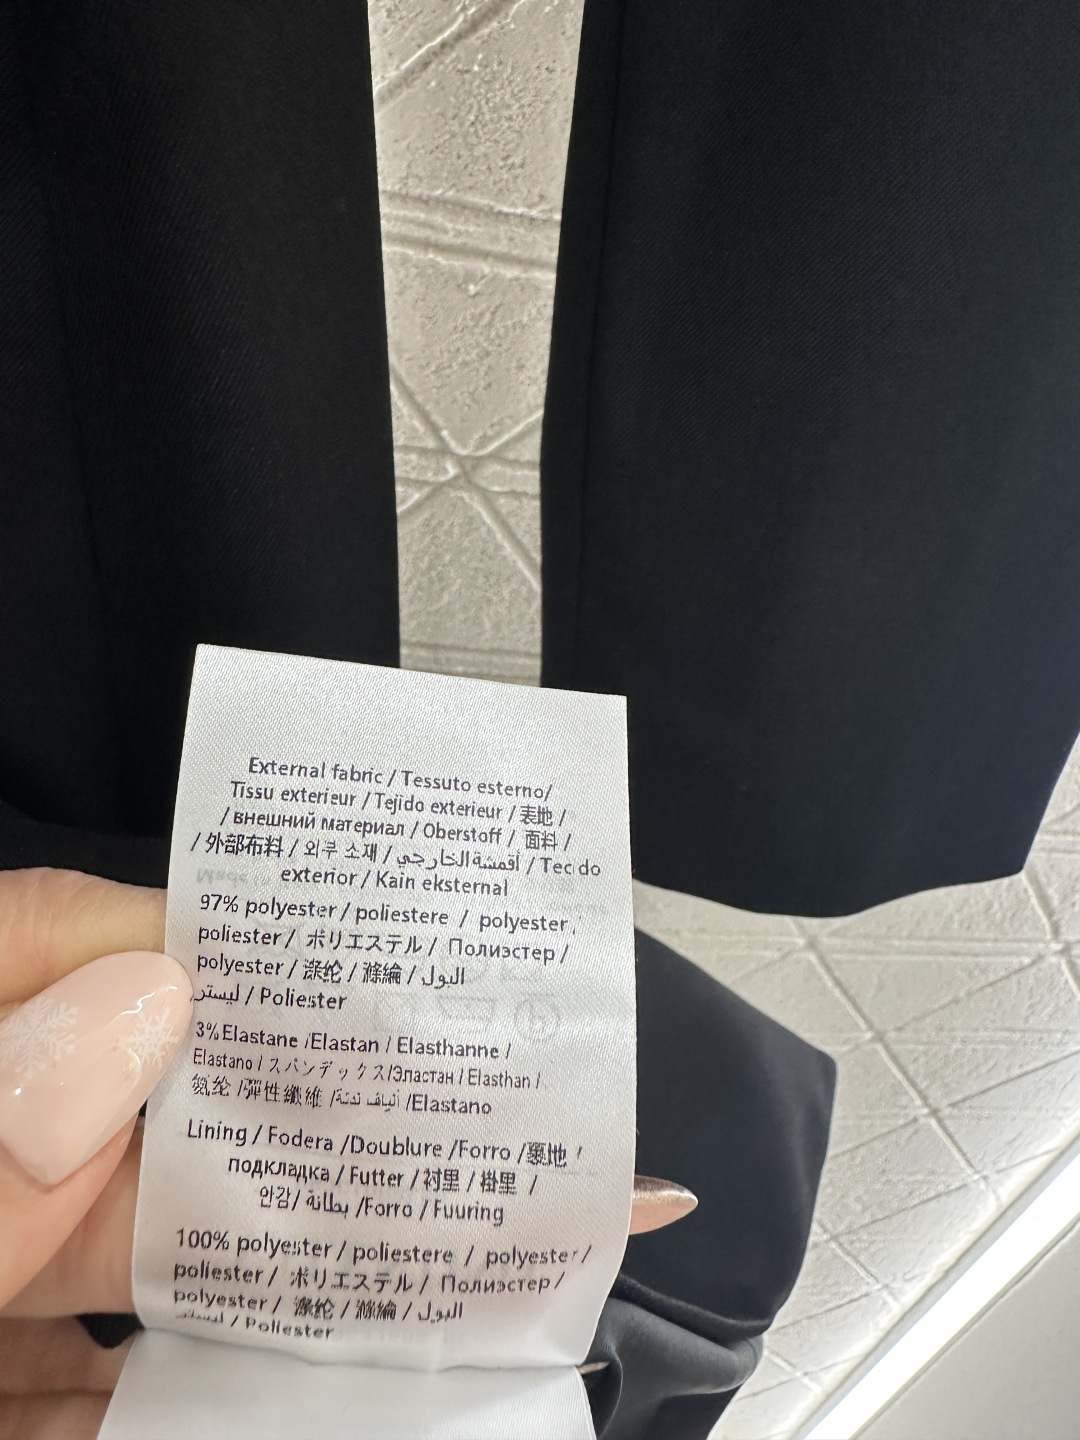 External fabric / Tessuto esterno/
Tissu exterieur / Tejido exterieur / 表地 /
/ внешний материал / Oberstoff / 面料 /
/ 外部布料 / 외부 소재 / أقمشة الخارجي / Tecido
exterior / Kain eksternal
97% polyester / poliestere / polyester
poliester / ポリエステル / Полиэстер /
polyester / 涤纶 / 滌綸 / البول
ليستر / Poliester
3% Elastane /Elastan / Elasthanne /
Elastano / スパンデックス/Эластан / Elasthan /
氨纶 /彈性纖維 / /Elastano
Lining / Fodera /Doublure /Forro /裏地 /
подкладка / Futter / 衬里 / 掛里 /
안감/ بطانة /Forro / Fuuring
100% polyester / poliestere / polyester /
poliester / ポリエステル / Полиэстер /
polyester / 涤纶 / 滌綸 / البول
ليستر / Poliester